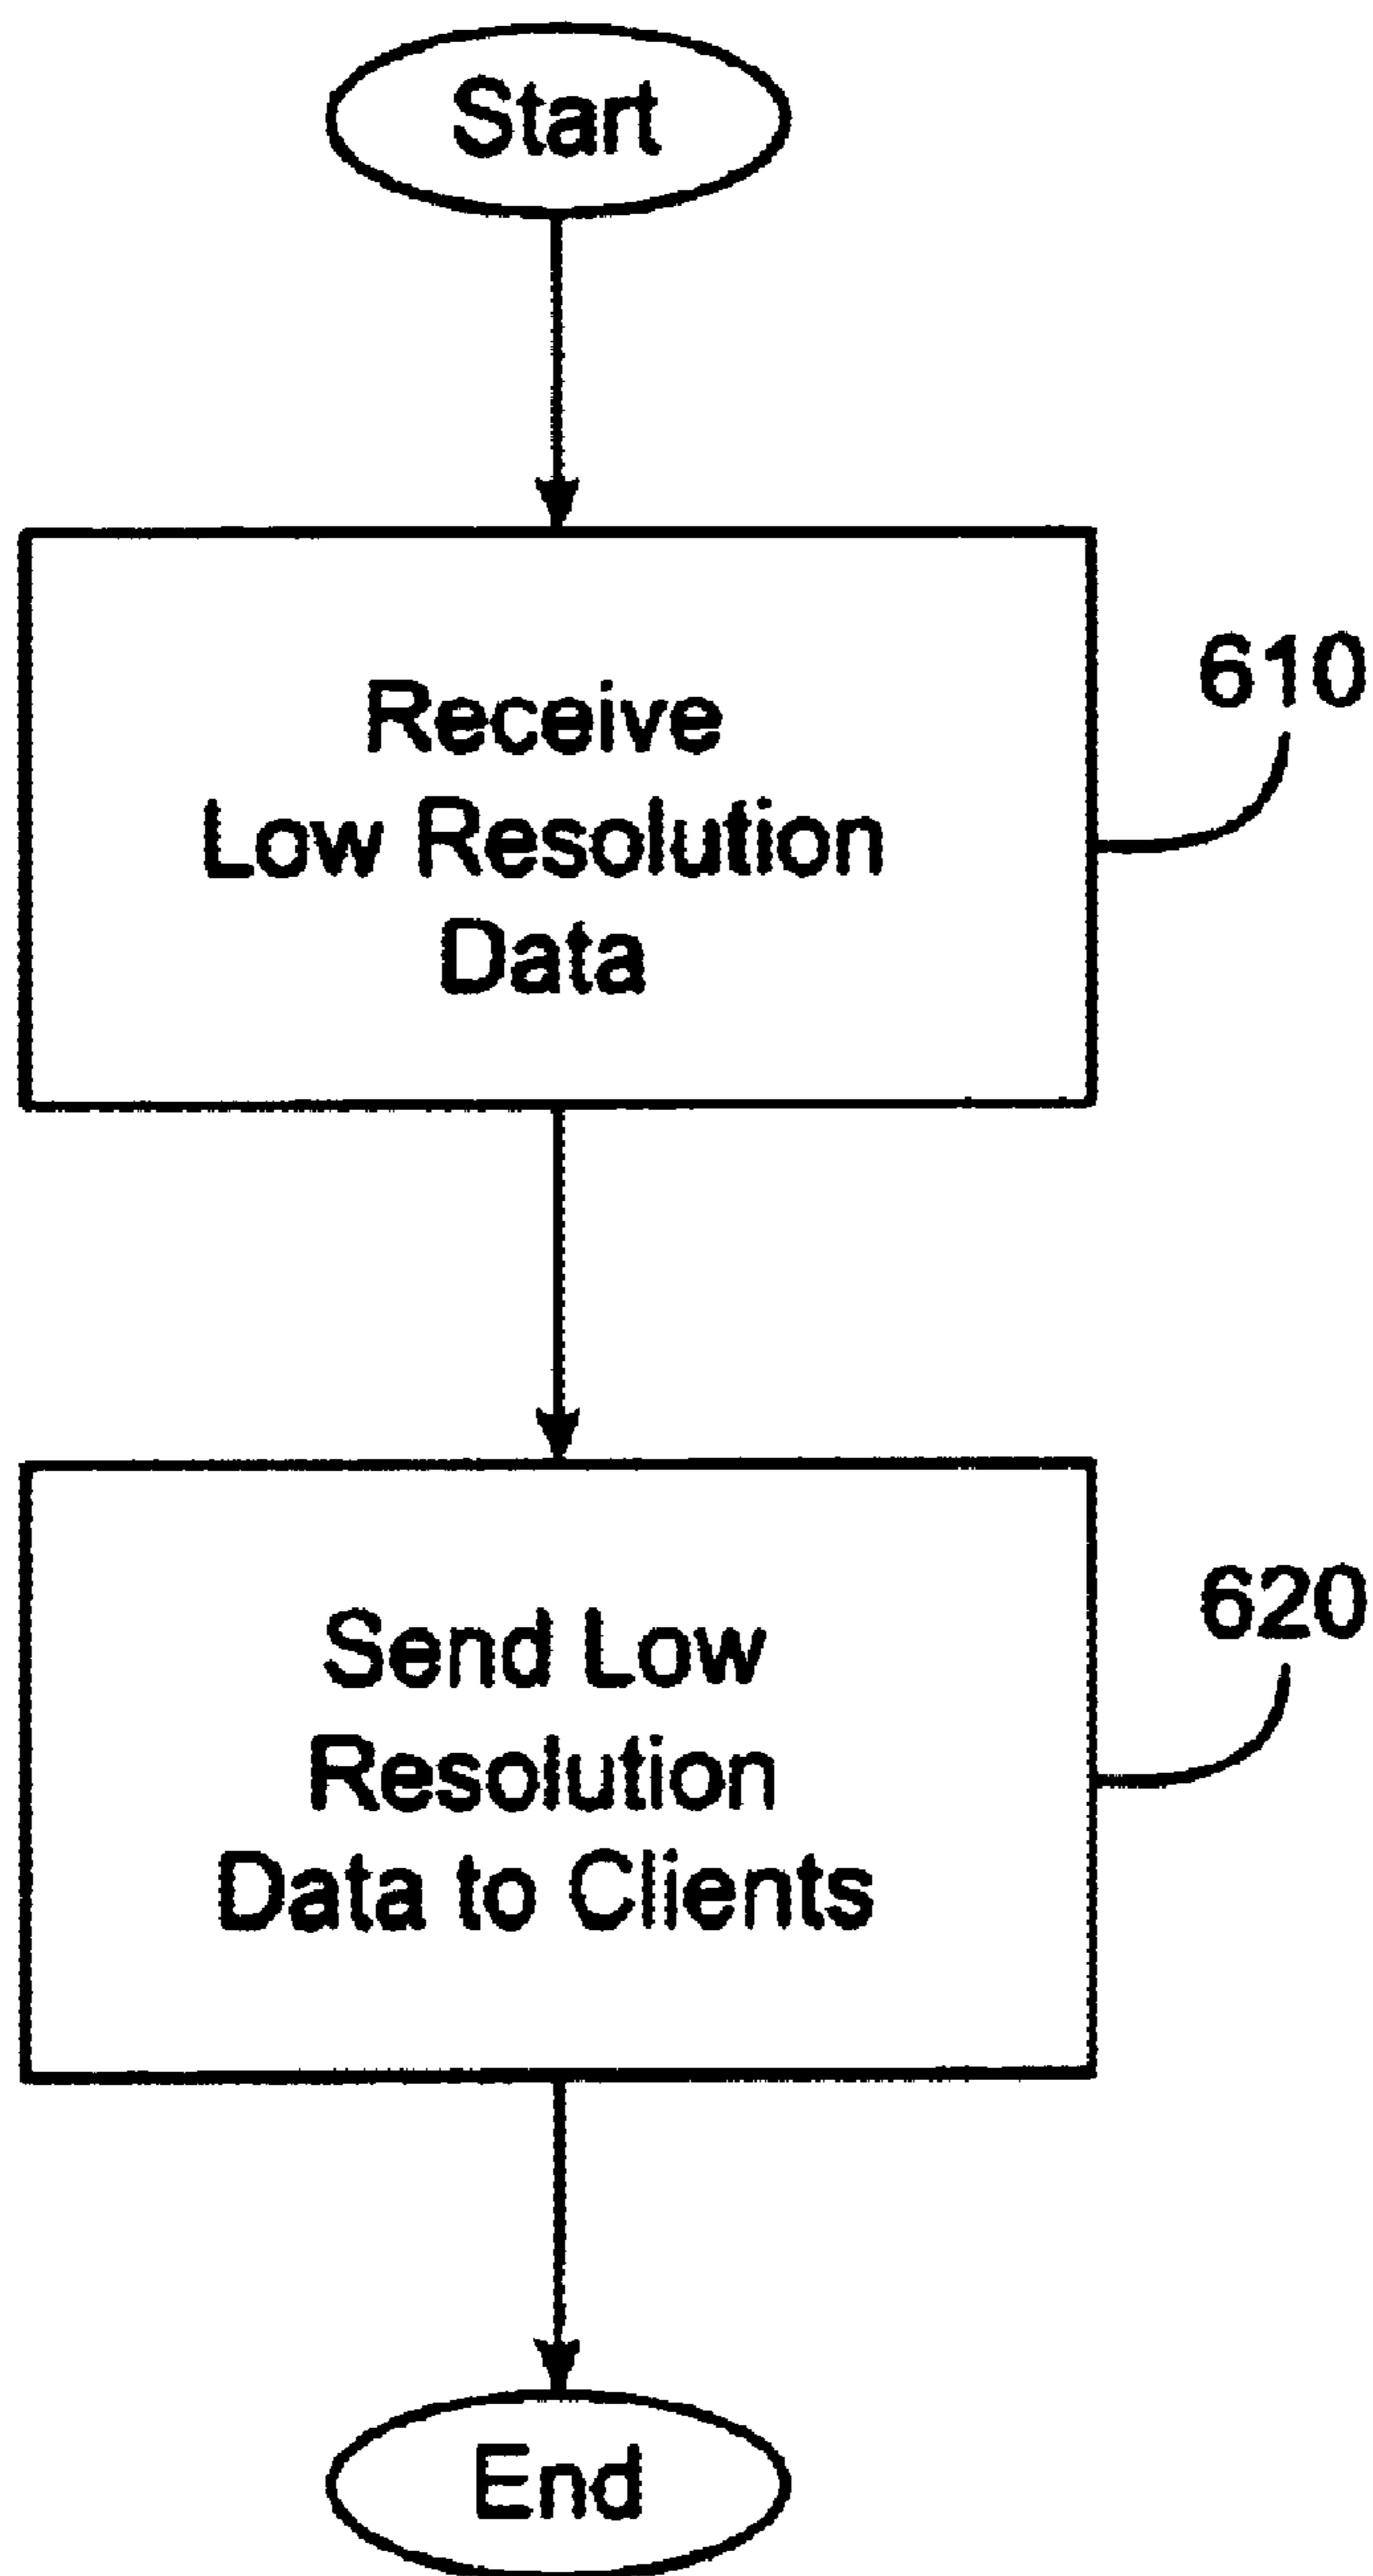 Start
Receive
Low Resolution
Data
610
Send Low
Resolution
Data to Clients
620
End